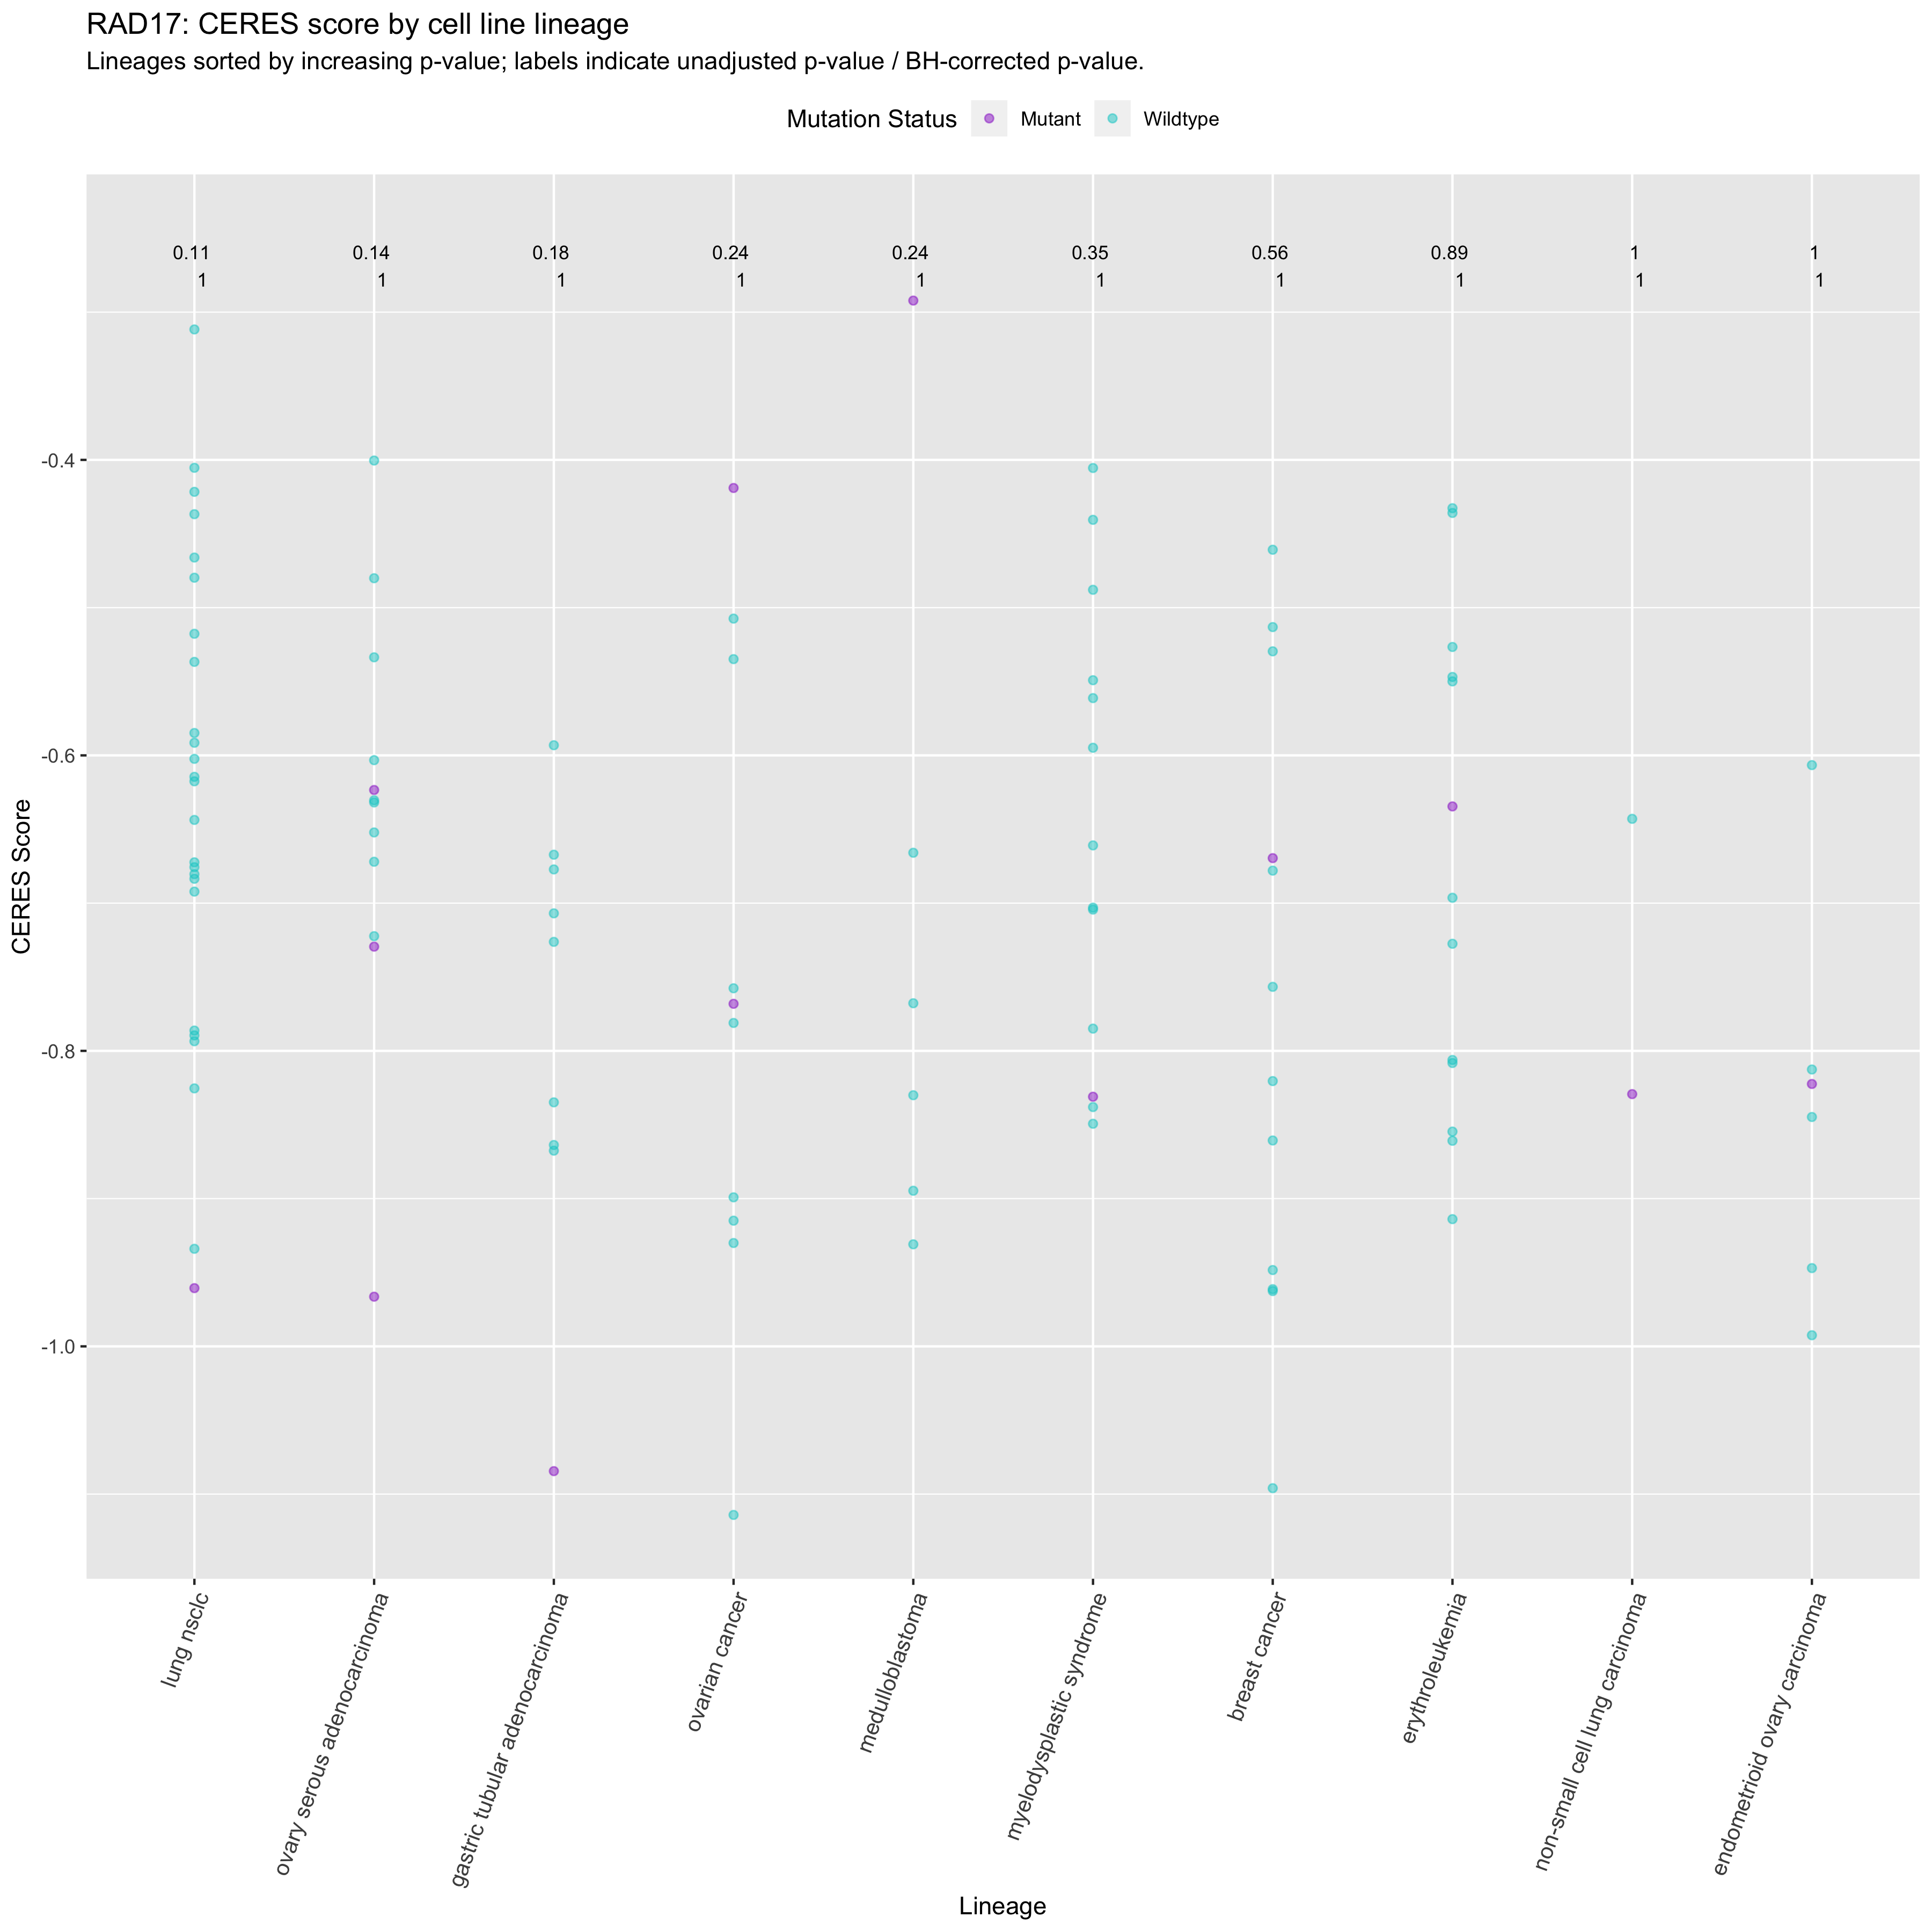 RAD17: CERES score by cell line lineage
Lineages sorted by increasing p-value; labels indicate unadjusted p-value / BH-corrected p-value.
Mutation Status Mutant Wildtype
0.11 0.14 0.18 0.24 0.24 0.35 0.56 0.89 1 1
1 1 1 1 1 1 1 1 1 1
-0.4
-0.6
-0.8
-1.0
CERES Score
lung nsclc
ovary serous adenocarcinoma
gastric tubular adenocarcinoma
ovarian cancer
medulloblastoma
myelodysplastic syndrome
breast cancer
erythroleukemia
non-small cell lung carcinoma
endometrioid ovary carcinoma
Lineage